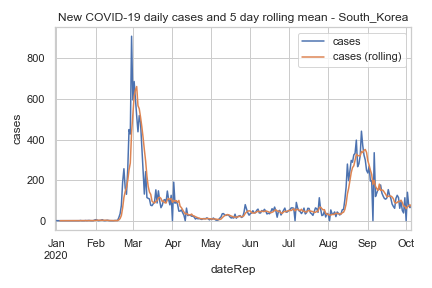 New COVID-19 daily cases and 5 day rolling mean - South_Korea
cases
cases (rolling)
800
600
400
200
0
cases
Jan Feb Mar Apr May Jun Jul Aug Sep Oct
2020
dateRep